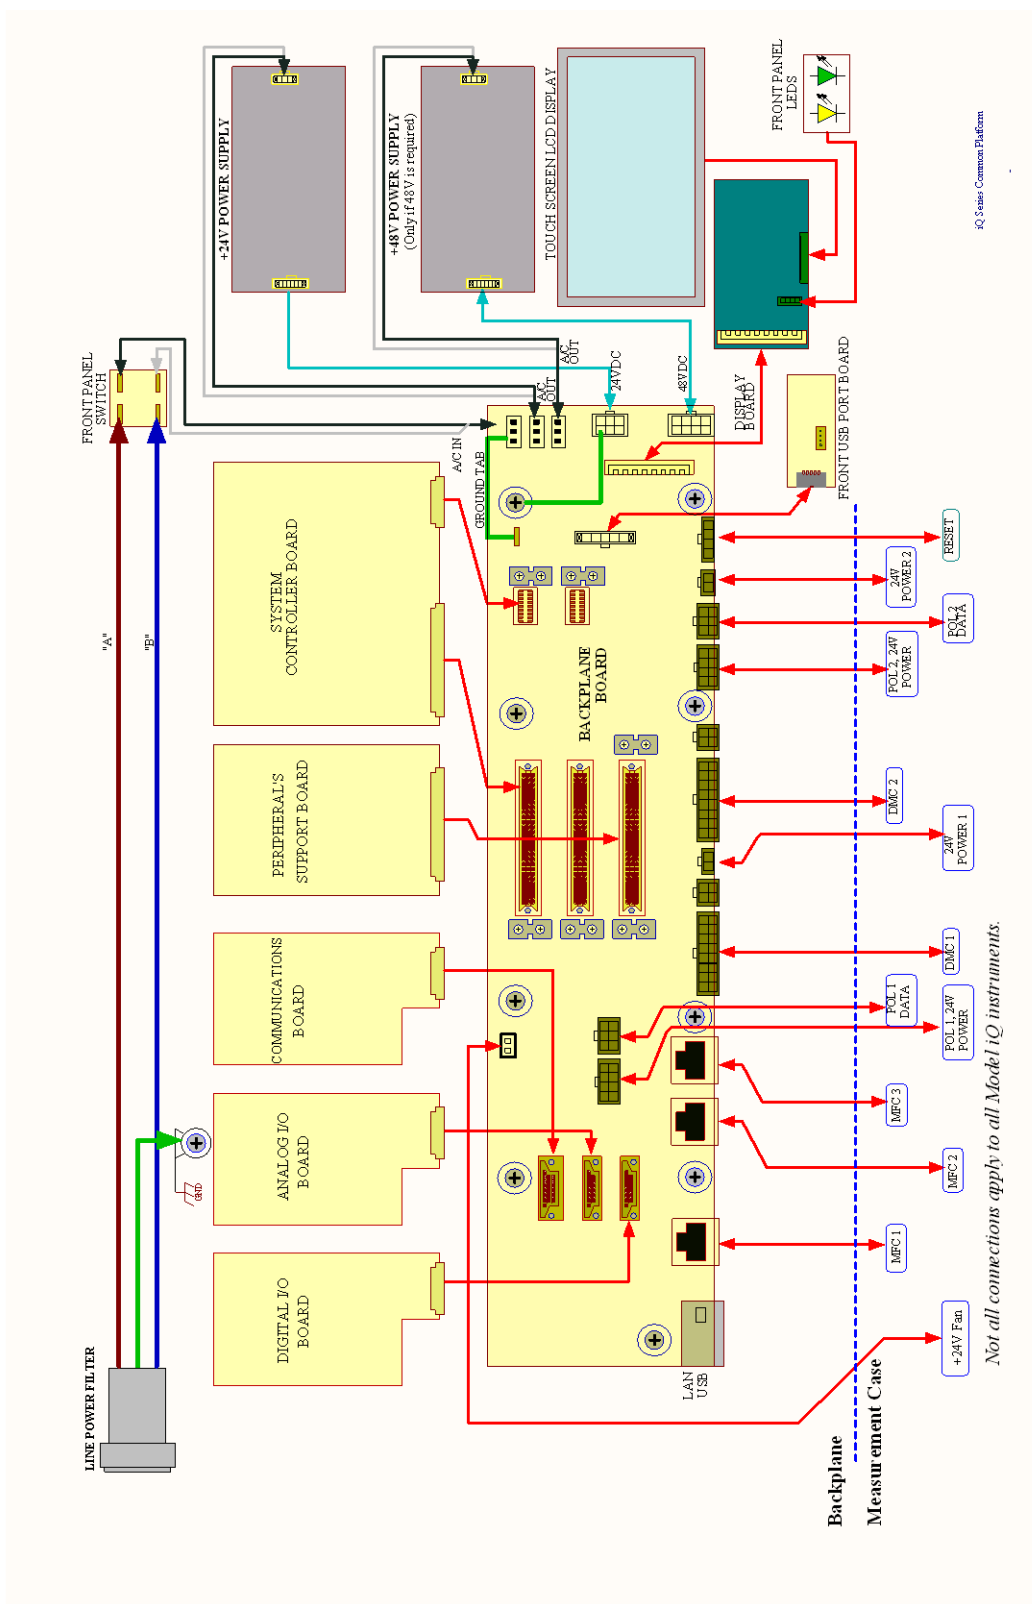 LINE POWER FILTER
"A"
"B"
FRONT PANEL
SWITCH
+24V POWER SUPPLY
+48V POWER SUPPLY
(Only if 48V is required)
TOUCH SCREEN LCD DISPLAY
FRONT PANEL
LEDS
iQ Series Common Platform
-
GND
DIGITAL I/O
BOARD
ANALOG I/O
BOARD
COMMUNICATIONS
BOARD
PERIPHERAL'S
SUPPORT BOARD
SYSTEM
CONTROLLER BOARD
A/C IN
GROUND TAB
A/C
OUT
A/C
OUT
24VDC
48VDC
DISPLAY
BOARD
FRONT USB PORT BOARD
BACKPLANE
BOARD
LAN
USB
Backplane
Measurement Case
+24V Fan
MFC 1
MFC 2
MFC 3
POL 1, 24V
POWER
POL 1
DATA
DMC 1
24V
POWER 1
DMC 2
POL 2, 24V
POWER
POL 2
DATA
24V
POWER 2
RESET
Not all connections apply to all Model iQ instruments.